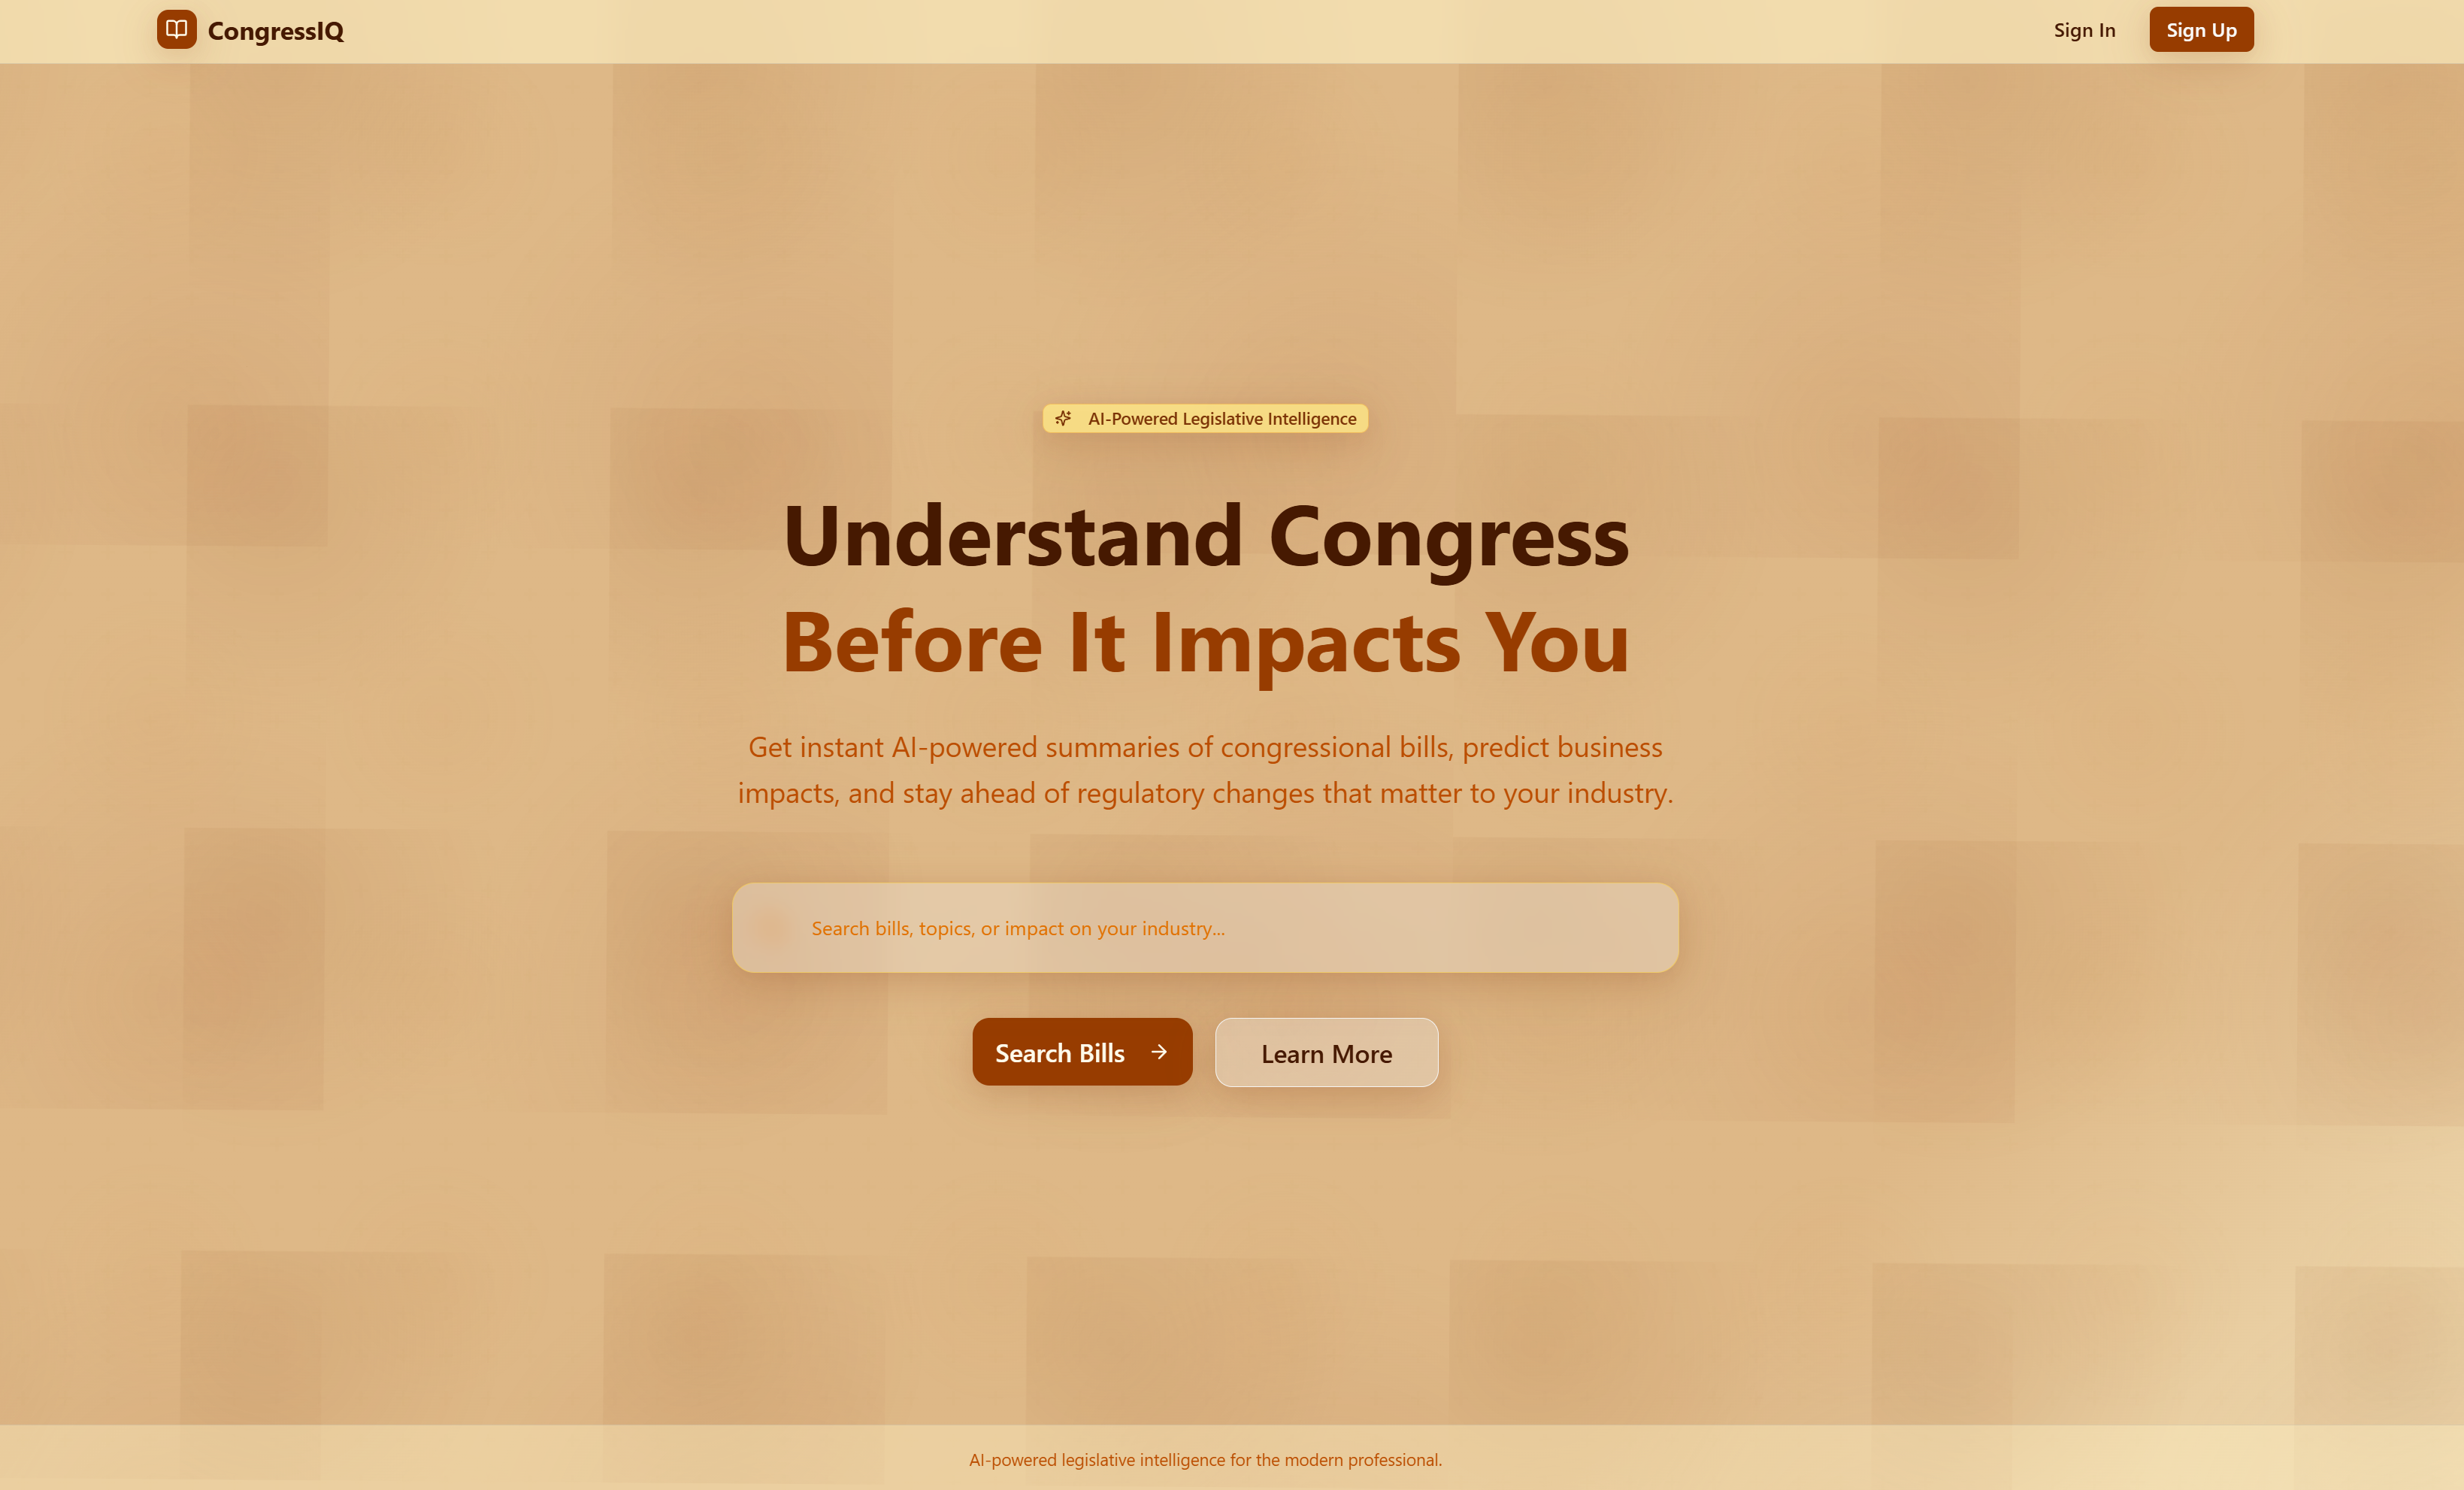 CongressIQ
Sign In
Sign Up
AI-Powered Legislative Intelligence
Understand Congress
Before It Impacts You
Get instant AI-powered summaries of congressional bills, predict business
impacts, and stay ahead of regulatory changes that matter to your industry.
Search bills, topics, or impact on your industry...
Search Bills
Learn More
AI-powered legislative intelligence for the modern professional.